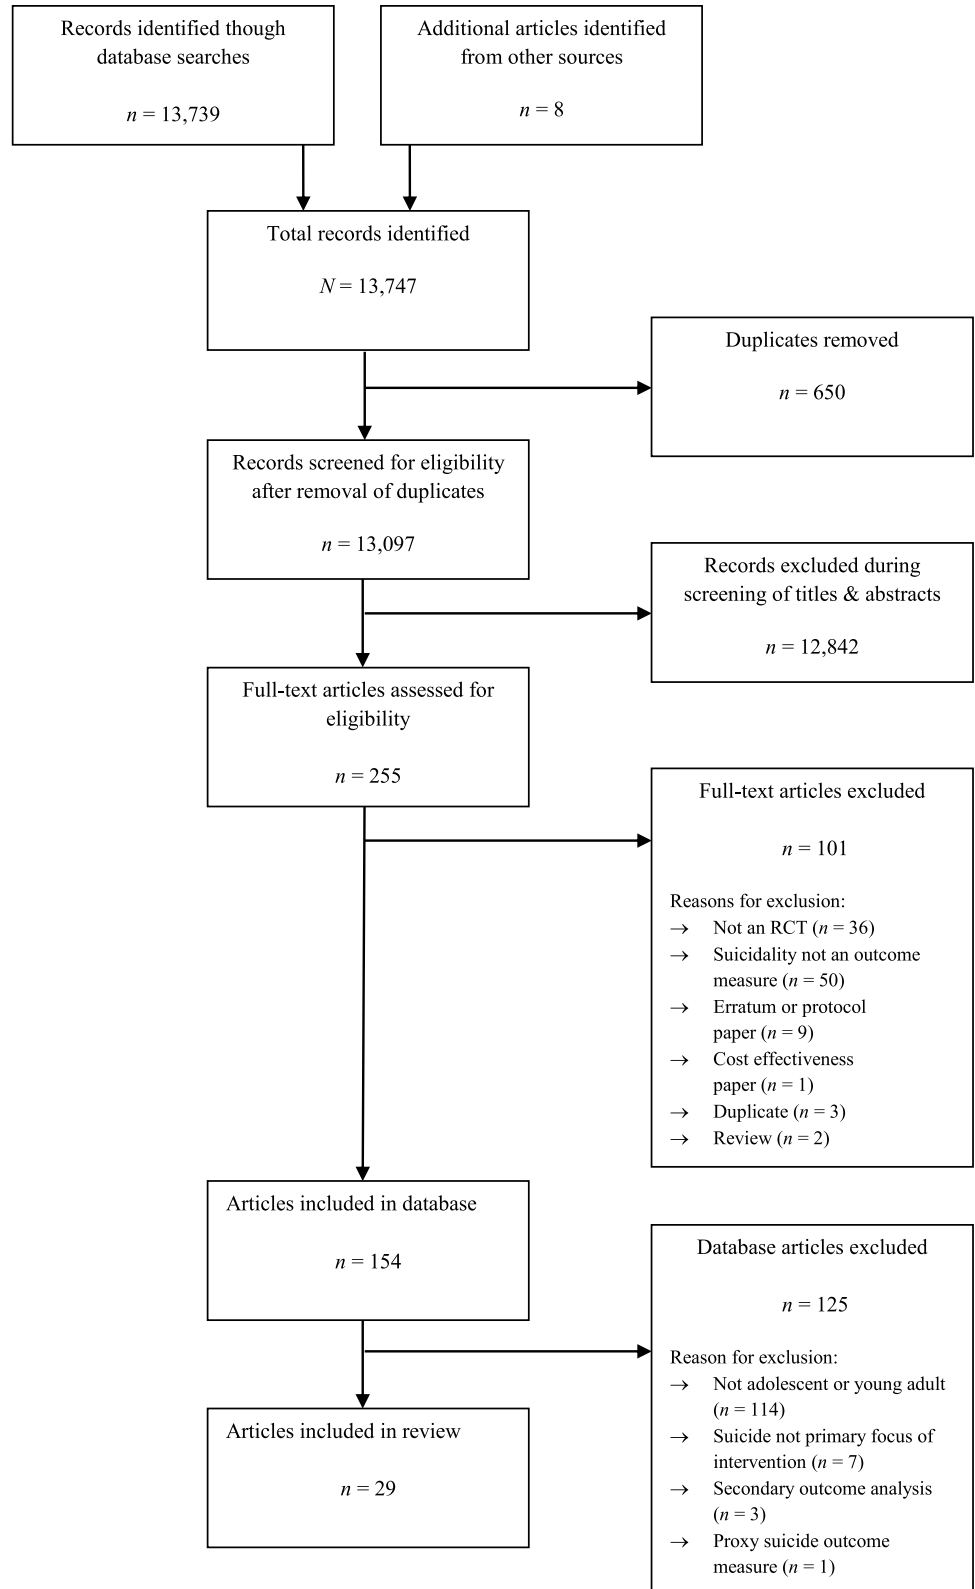 Records identified though
database searches
n = 13,739
Additional articles identified
from other sources
n = 8
Total records identified
N = 13,747
Duplicates removed
n = 650
Records screened for eligibility
after removal of duplicates
n = 13,097
Records excluded during
screening of titles & abstracts
n = 12,842
Full-text articles assessed for
eligibility
n = 255
Full-text articles excluded
n = 101
Reasons for exclusion:
→ Not an RCT (n = 36)
→ Suicidality not an outcome
measure (n = 50)
→ Erratum or protocol
paper (n = 9)
→ Cost effectiveness
paper (n = 1)
→ Duplicate (n = 3)
→ Review (n = 2)
Articles included in database
n = 154
Database articles excluded
n = 125
Reason for exclusion:
→ Not adolescent or young adult
(n = 114)
→ Suicide not primary focus of
intervention (n = 7)
→ Secondary outcome analysis
(n = 3)
→ Proxy suicide outcome
measure (n = 1)
Articles included in review
n = 29